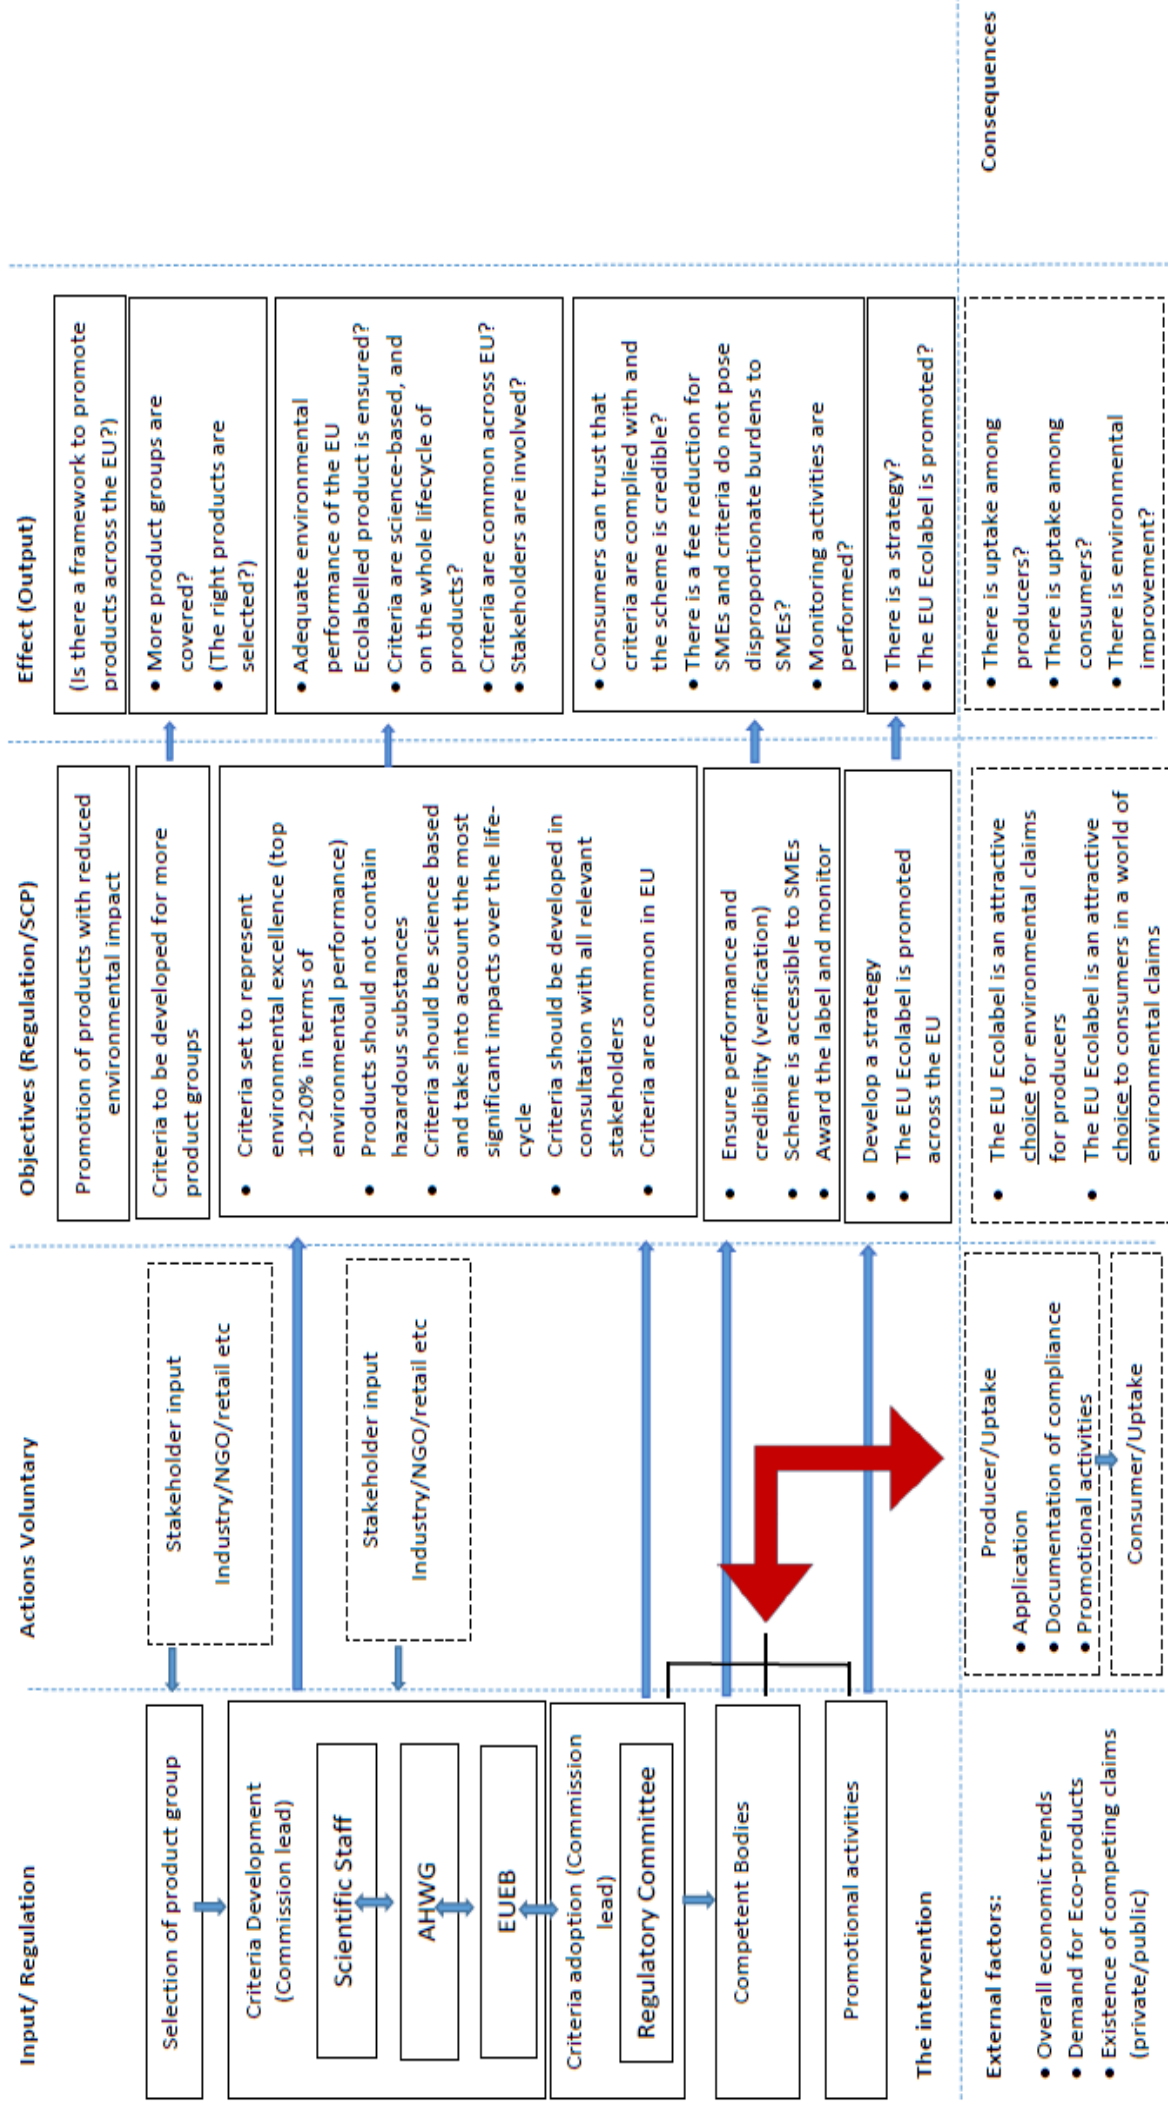 Input/ Regulation
Actions Voluntary
Objectives (Regulation/SCP)
Effect (Output)
Selection of product group
Criteria Development
(Commission lead)
Scientific Staff
AHWG
EUEB
Criteria adoption (Commission
lead)
Regulatory Committee
Competent Bodies
Promotional activities
The intervention
Stakeholder input
Industry/NGO/retail etc
Stakeholder input
Industry/NGO/retail etc
Promotion of products with reduced
environmental impact
Criteria to be developed for more
product groups
• Criteria set to represent
environmental excellence (top
10-20% in terms of
environmental performance)
• Products should not contain
hazardous substances
• Criteria should be science based
and take into account the most
significant impacts over the life-
cycle
• Criteria should be developed in
consultation with all relevant
stakeholders
• Criteria are common in EU
• Ensure performance and
credibility (verification)
• Scheme is accessible to SMEs
• Award the label and monitor
• Develop a strategy
• The EU Ecolabel is promoted
across the EU
(Is there a framework to promote
products across the EU?)
• More product groups are
covered?
• (The right products are
selected?)
• Adequate environmental
performance of the EU
Ecolabelled product is ensured?
• Criteria are science-based, and
on the whole lifecycle of
products?
• Criteria are common across EU?
• Stakeholders are involved?
• Consumers can trust that
criteria are complied with and
the scheme is credible?
• There is a fee reduction for
SMEs and criteria do not pose
disproportionate burdens to
SMEs?
• Monitoring activities are
performed?
• There is a strategy?
• The EU Ecolabel is promoted?
External factors:
• Overall economic trends
• Demand for Eco-products
• Existence of competing claims
(private/public)
Producer/Uptake
• Application
• Documentation of compliance
• Promotional activities
Consumer/Uptake
• The EU Ecolabel is an attractive
choice for environmental claims
for producers
• The EU Ecolabel is an attractive
choice to consumers in a world of
environmental claims
• There is uptake among
producers?
• There is uptake among
consumers?
• There is environmental
improvement?
Consequences